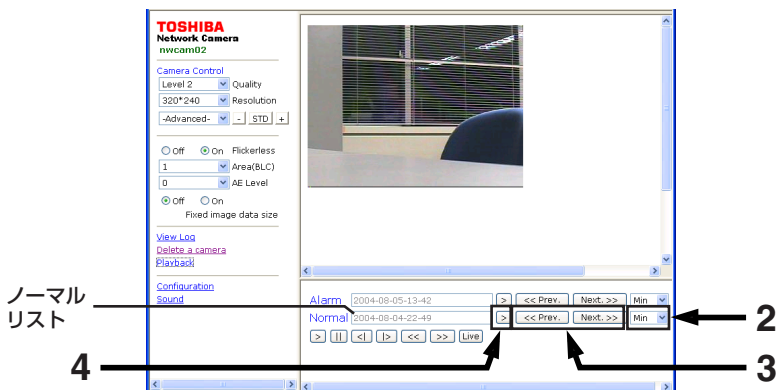 TOSHIBA
Network Camera
nwcam02
Camera Control
Level 2 Quality
320*240 Resolution
-Advanced- - STD +
Off On Flickerless
1 Area(BLC)
0 AE Level
Off On
Fixed image data size
View Log
Delete a camera
Playback
Configuration
Sound
ノーマル
リスト
Alarm 2004-08-05-13-42 > << Prev. Next. >> Min
Normal 2004-08-04-22-49 > << Prev. Next. >> Min
> || <| |> << >> Live
2
3
4